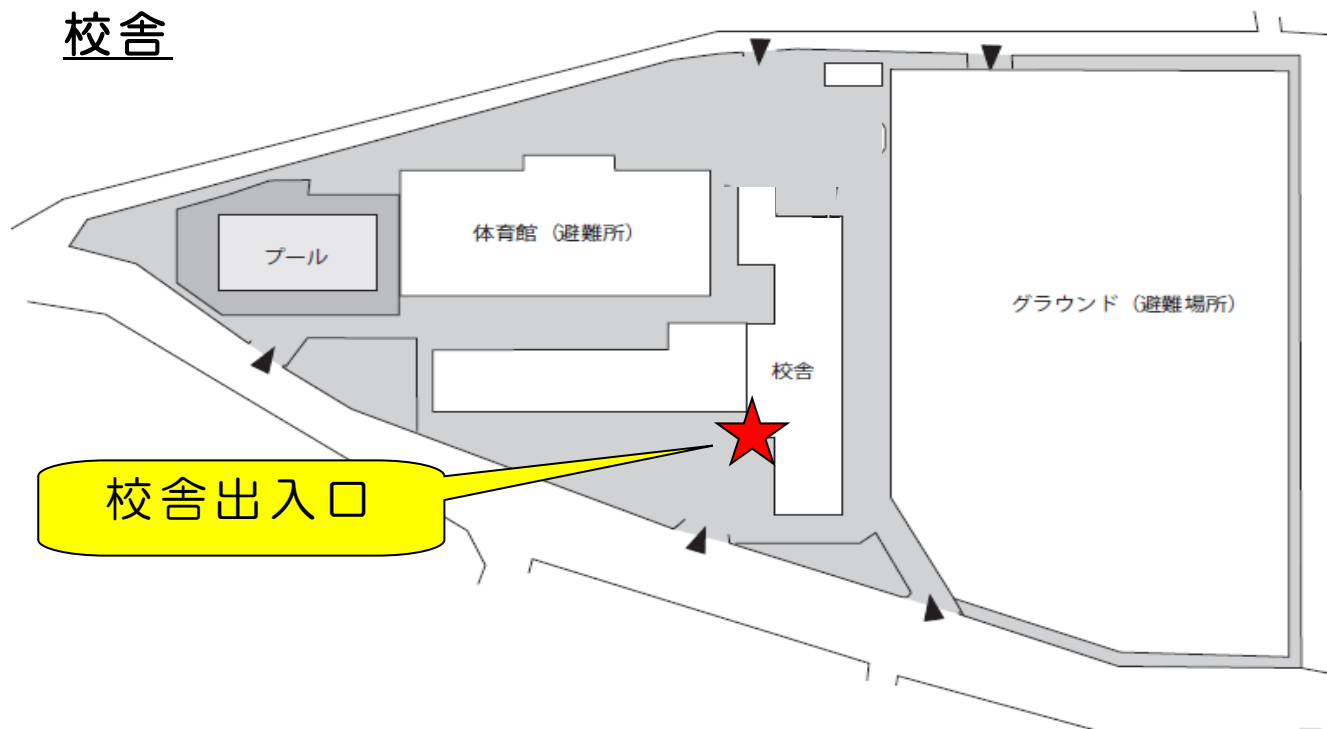 校舎
体育館（避難所）
プール
グラウンド（避難場所）
校舎
校舎出入口